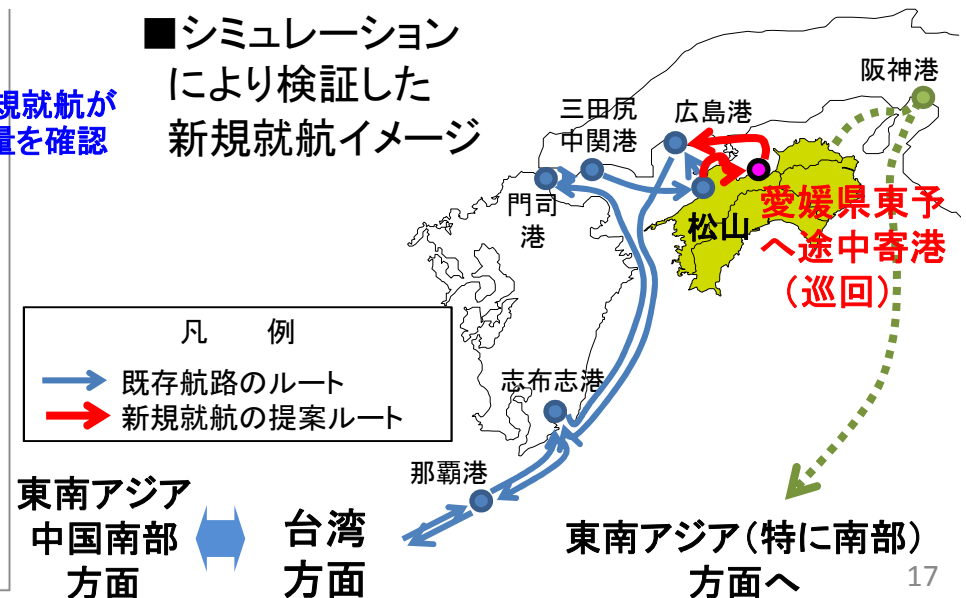 規就航が
量を確認
■シミュレーション
により検証した
新規就航イメージ
阪神港
三田尻
中関港
広島港
門司
港
松山
愛媛県東予
へ途中寄港
（巡回）
凡　例
既存航路のルート
新規就航の提案ルート
志布志港
那覇港
東南アジア
中国南部
方面
台湾
方面
東南アジア（特に南部）
方面へ
17